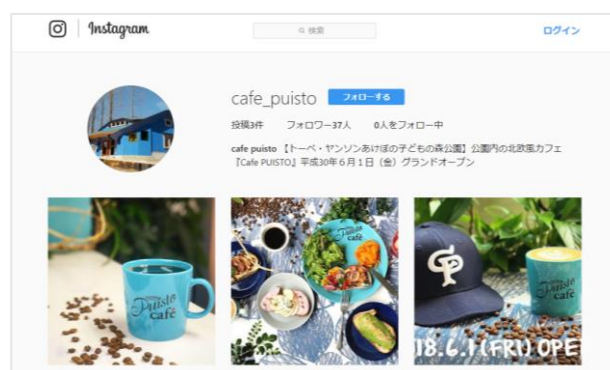 Instagram
検索
ログイン
cafe_puisto
フォローする
投稿3件 フォロワー37人 0人をフォロー中
cafe puisto 【トーベ・ヤンソンあけぼの子どもの森公園】公園内の北欧風カフェ
『Cafe PUISTO』平成30年６月１日（金）グランドオープン
Puisto
café
Puisto
café
CP
Puisto
café
18.6.1(FRI) OPE